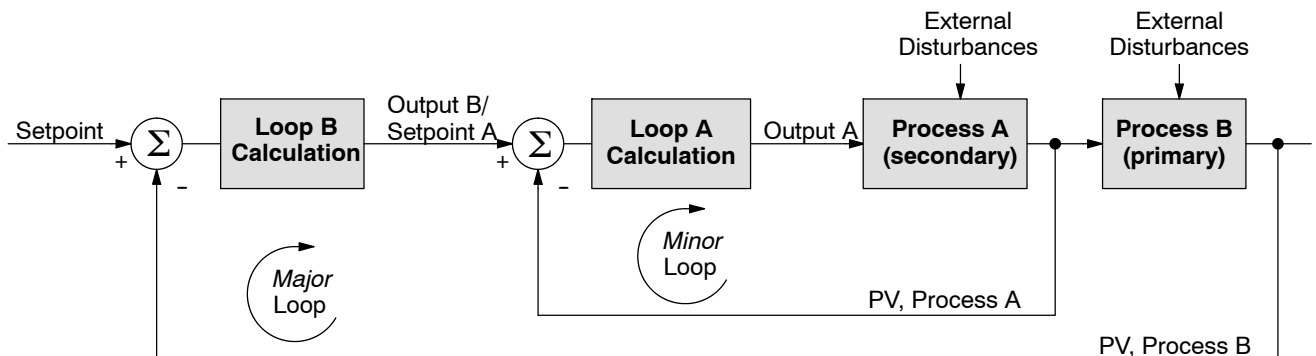 External
Disturbances
External
Disturbances
Setpoint
+
Σ
-
Loop B
Calculation
Output B/
Setpoint A
+
Σ
-
Loop A
Calculation
Output A
Process A
(secondary)
Process B
(primary)
Major
Loop
Minor
Loop
PV, Process A
PV, Process B